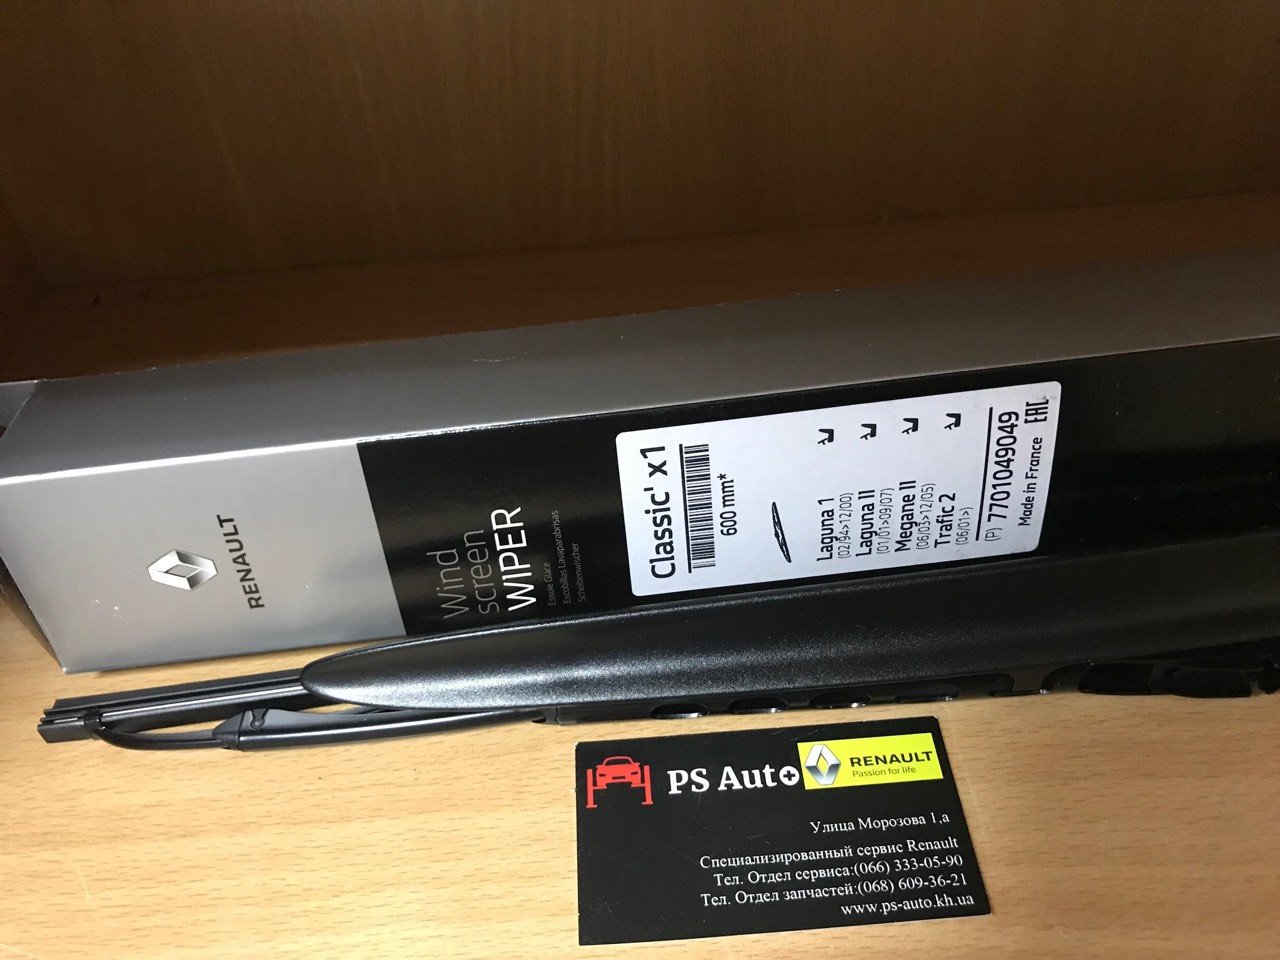 RENAULT
Wind
screen
WIPER
Essuie Glace
Escobillas Lavaparabrisas
Scheibenwischer
Classic' x1
600 mm*
Laguna 1
(02/94>12/00)
Laguna II
(01/01>09/07)
Megane II
(06/03>12/05)
Trafic 2
(06/01>)
(P) 7701049049
Made in France EAC
PS Auto+
RENAULT
Passion for life
Улица Морозова 1,а
Специализированный сервис Renault
Тел. Отдел сервиса:(066) 333-05-90
Тел. Отдел запчастей:(068) 609-36-21
www.ps-auto.kh.ua